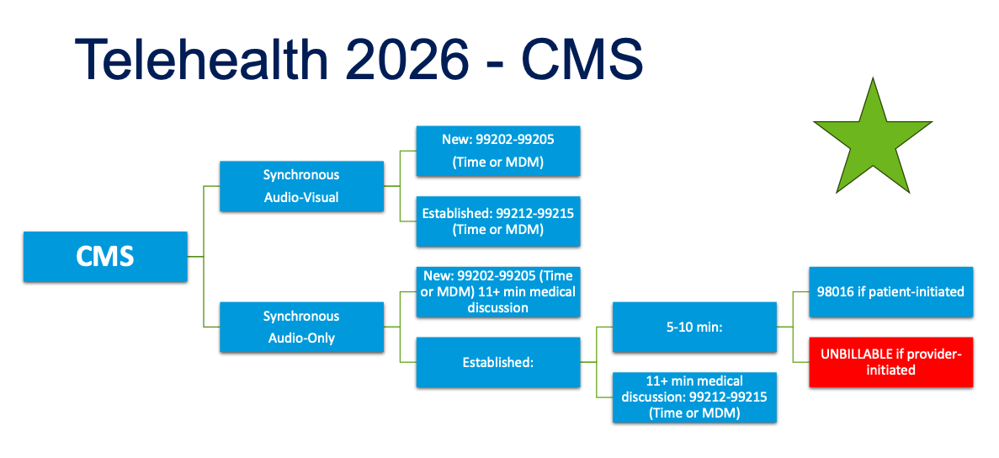 Telehealth 2026 - CMS
CMS
Synchronous
Audio-Visual
New: 99202-99205
(Time or MDM)
Established: 99212-99215
(Time or MDM)
Synchronous
Audio-Only
New: 99202-99205 (Time
or MDM) 11+ min medical
discussion
Established:
5-10 min:
98016 if patient-initiated
UNBILLABLE if provider-
initiated
11+ min medical
discussion: 99212-99215
(Time or MDM)